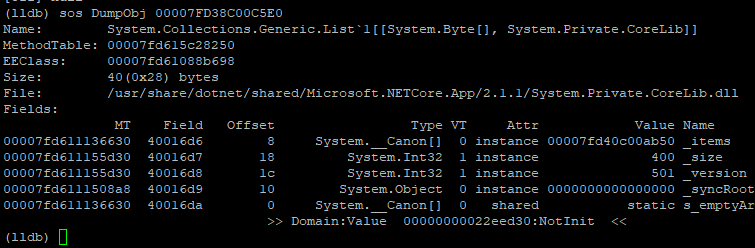 (lldb) sos DumpObj 00007FD38C00C5E0
Name: System.Collections.Generic.List`1[[System.Byte[], System.Private.CoreLib]]
MethodTable: 00007fd615c28250
EEClass: 00007fd61088b698
Size: 40(0x28) bytes
File: /usr/share/dotnet/shared/Microsoft.NETCore.App/2.1.1/System.Private.CoreLib.dll
Fields:
MT Field Offset Type VT Attr Value Name
00007fd611136630 40016d6 8 System.__Canon[] 0 instance 00007fd40c00ab50 _items
00007fd611155d30 40016d7 18 System.Int32 1 instance 400 _size
00007fd611155d30 40016d8 1c System.Int32 1 instance 501 _version
00007fd6111508a8 40016d9 10 System.Object 0 instance 0000000000000000 _syncRoot
00007fd611136630 40016da 0 System.__Canon[] 0 shared static s_emptyAr
>> Domain:Value 00000000022eed30:NotInit <<
(lldb)